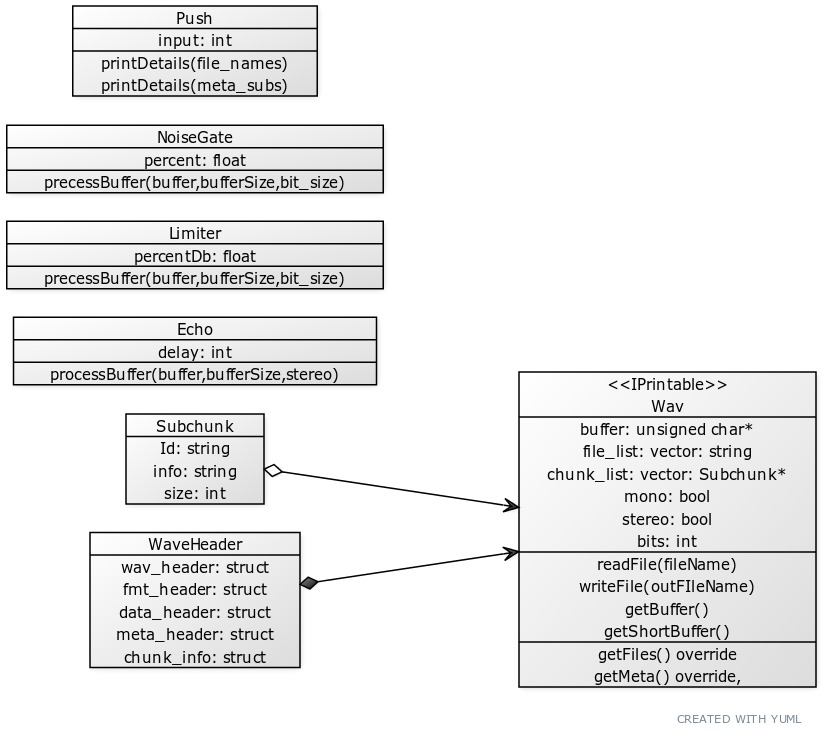 Push
input: int
printDetails(file_names)
printDetails(meta_subs)
NoiseGate
percent: float
precessBuffer(buffer,bufferSize,bit_size)
Limiter
percentDb: float
precessBuffer(buffer,bufferSize,bit_size)
Echo
delay: int
processBuffer(buffer,bufferSize,stereo)
Subchunk
Id: string
info: string
size: int
WaveHeader
wav_header: struct
fmt_header: struct
data_header: struct
meta_header: struct
chunk_info: struct
<<IPrintable>>
Wav
buffer: unsigned char*
file_list: vector: string
chunk_list: vector: Subchunk*
mono: bool
stereo: bool
bits: int
readFile(fileName)
writeFile(outFIleName)
getBuffer()
getShortBuffer()
getFiles() override
getMeta() override,
CREATED WITH YUML